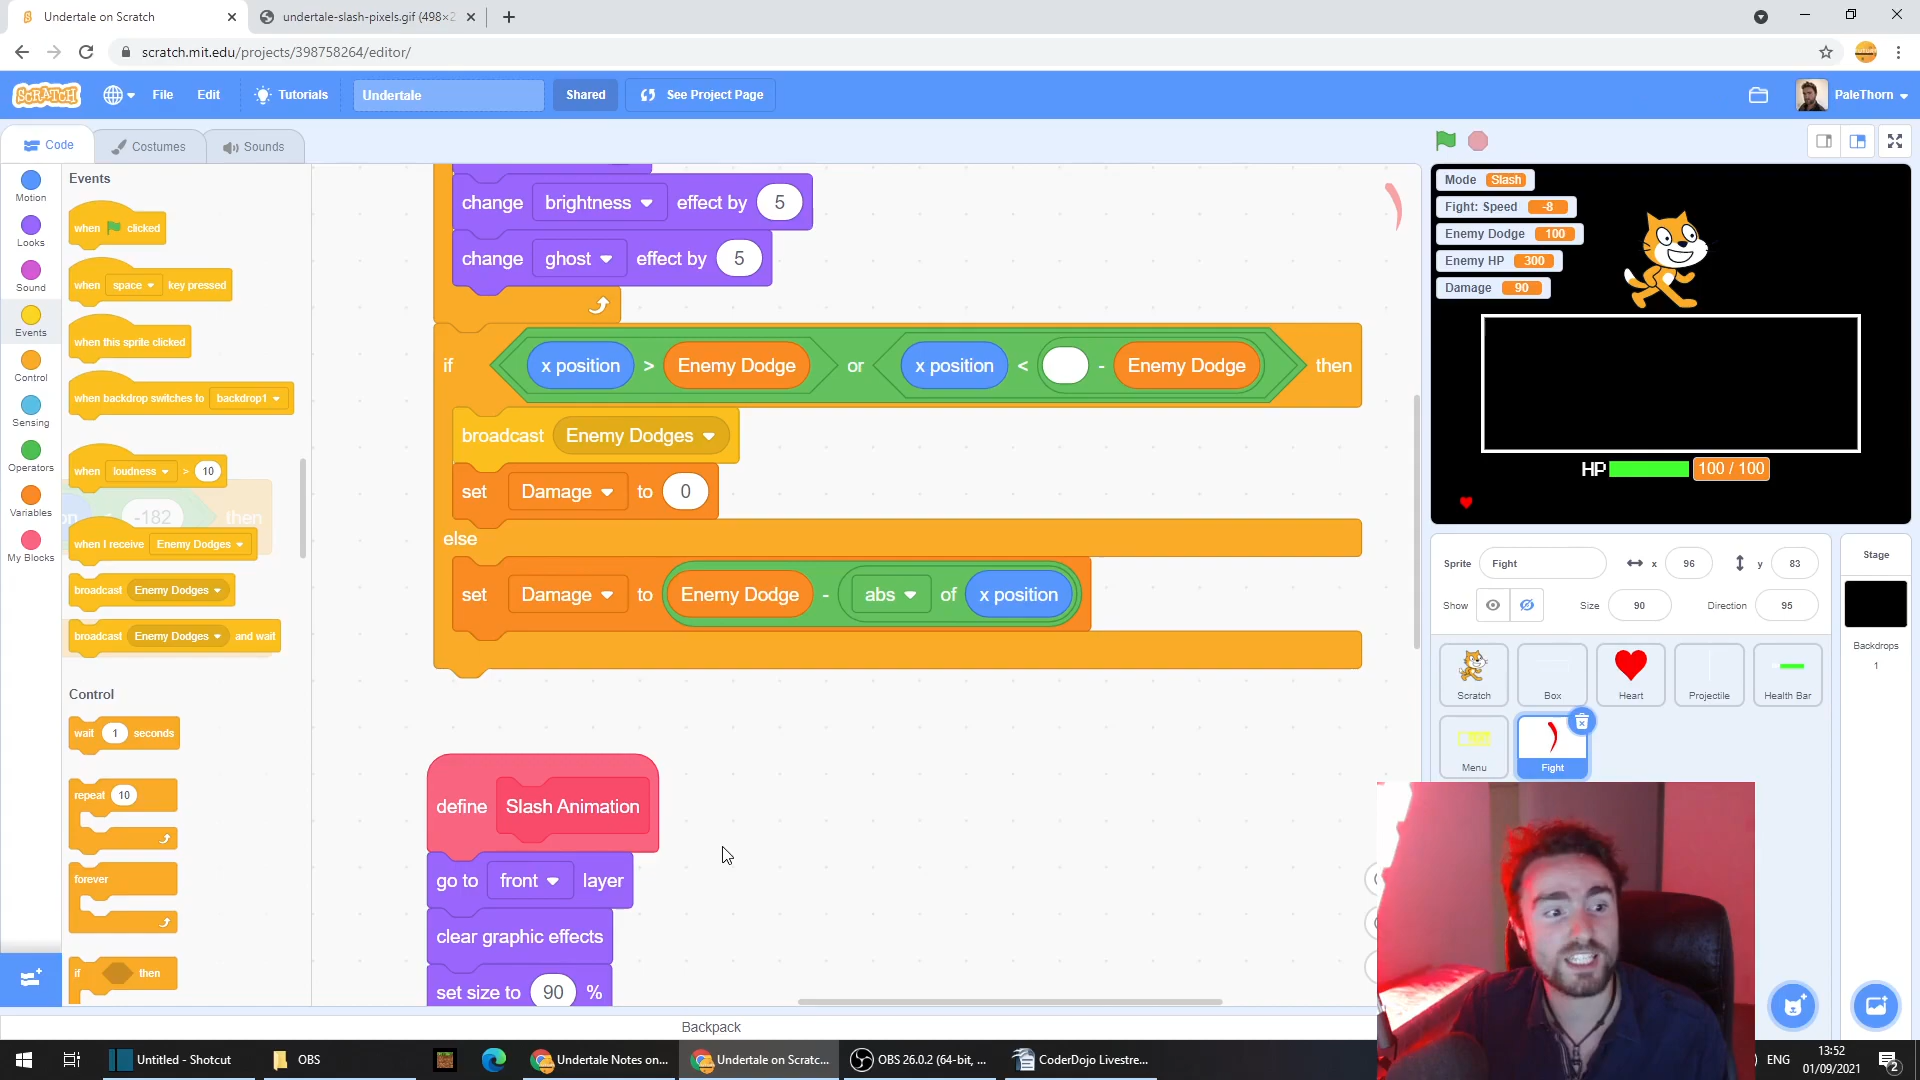 Undertale on Scratch
undertale-slash-pixels.gif (498×2
scratch.mit.edu/projects/398758264/editor/
SCRATCH
File
Edit
Tutorials
Undertale
Shared
See Project Page
PaleThorn
Code
Costumes
Sounds
Motion
Looks
Sound
Events
Control
Sensing
Operators
Variables
My Blocks
Events
when clicked
when space key pressed
when this sprite clicked
when backdrop switches to backdrop1
when loudness > 10
on -182 then
when I receive Enemy Dodges
broadcast Enemy Dodges
broadcast Enemy Dodges and wait
Control
wait 1 seconds
repeat 10
forever
if then
change brightness effect by 5
change ghost effect by 5
if x position > Enemy Dodge or x position < - Enemy Dodge then
broadcast Enemy Dodges
set Damage to 0
else
set Damage to Enemy Dodge - abs of x position
define Slash Animation
go to front layer
clear graphic effects
set size to 90 %
Backpack
Mode Slash
Fight: Speed -8
Enemy Dodge 100
Enemy HP 300
Damage 90
HP 100 / 100
Sprite Fight x 96 y 83
Show Size 90 Direction 95
Stage
Backdrops
1
Scratch
Box
Heart
Projectile
Health Bar
Menu
Fight
Untitled - Shotcut
OBS
Undertale Notes on...
Undertale on Scratc...
OBS 26.0.2 (64-bit, ...
CoderDojo Livestre...
ENG
13:52
01/09/2021
2